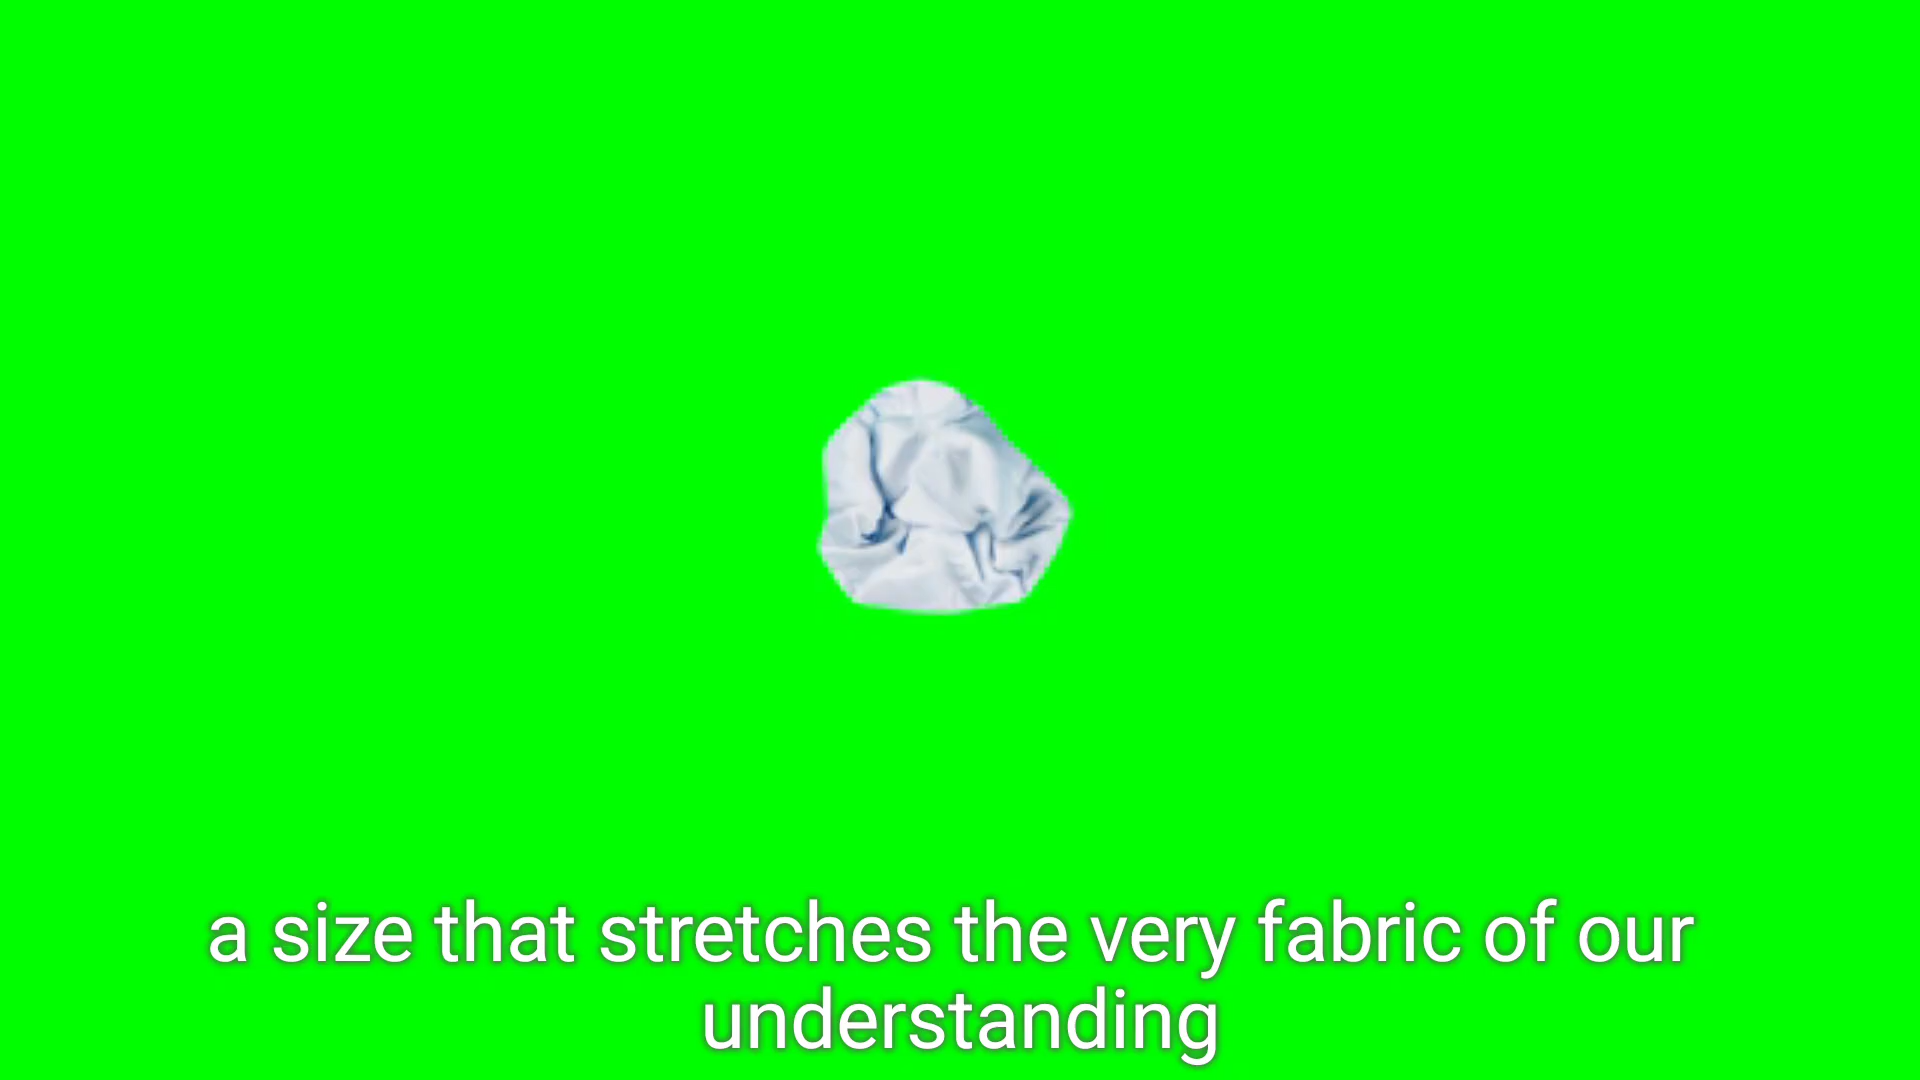 a size that stretches the very fabric of our
understanding